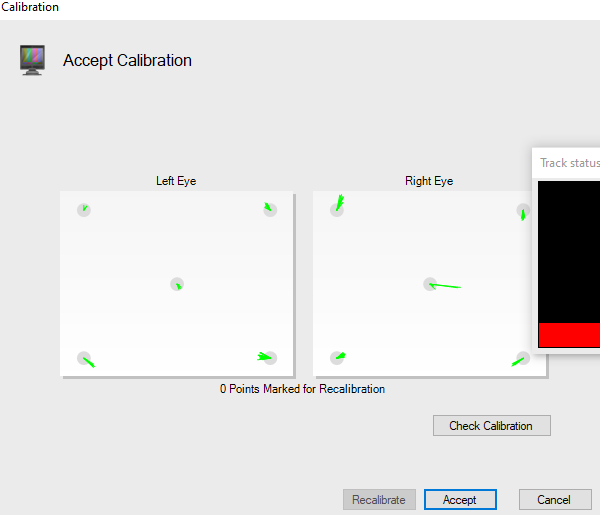 Calibration
Accept Calibration
Track status
Left Eye
Right Eye
0 Points Marked for Recalibration
Check Calibration
Recalibrate
Accept
Cancel